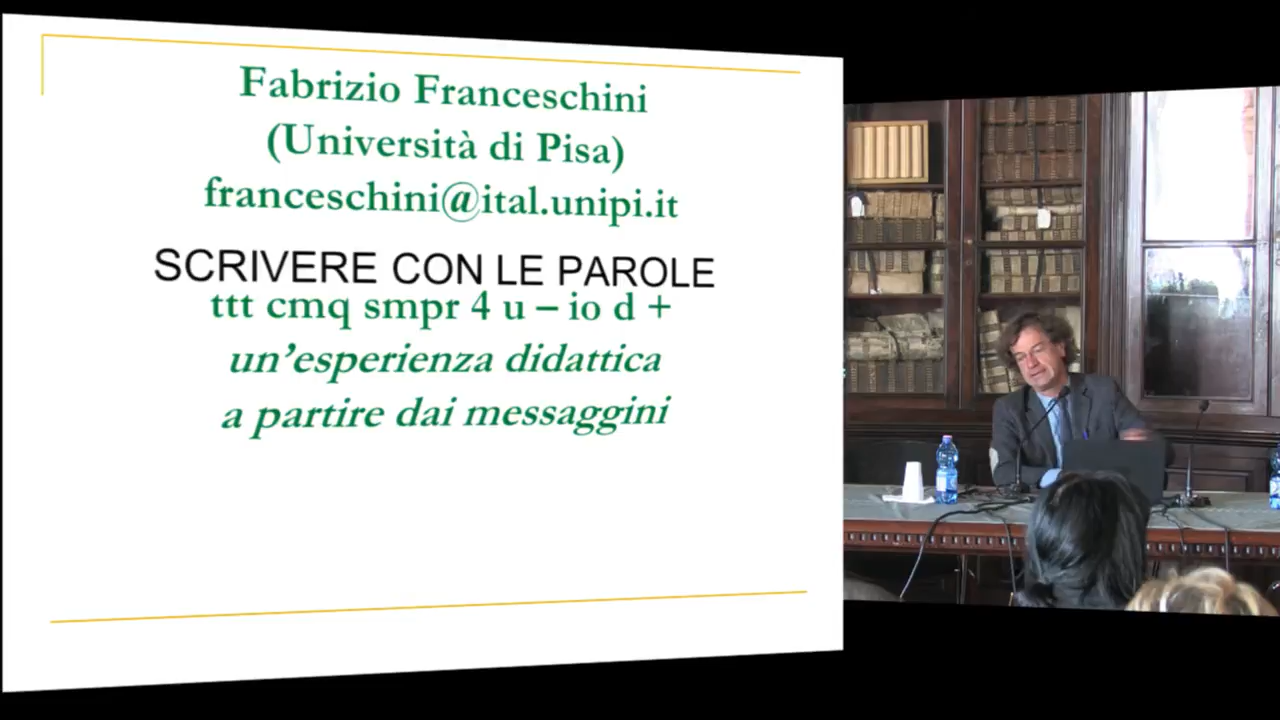 Fabrizio Franceschini
(Università di Pisa)
franceschini@ital.unipi.it
SCRIVERE CON LE PAROLE
ttt cmq smpr 4 u – io d +
un’esperienza didattica
a partire dai messaggini